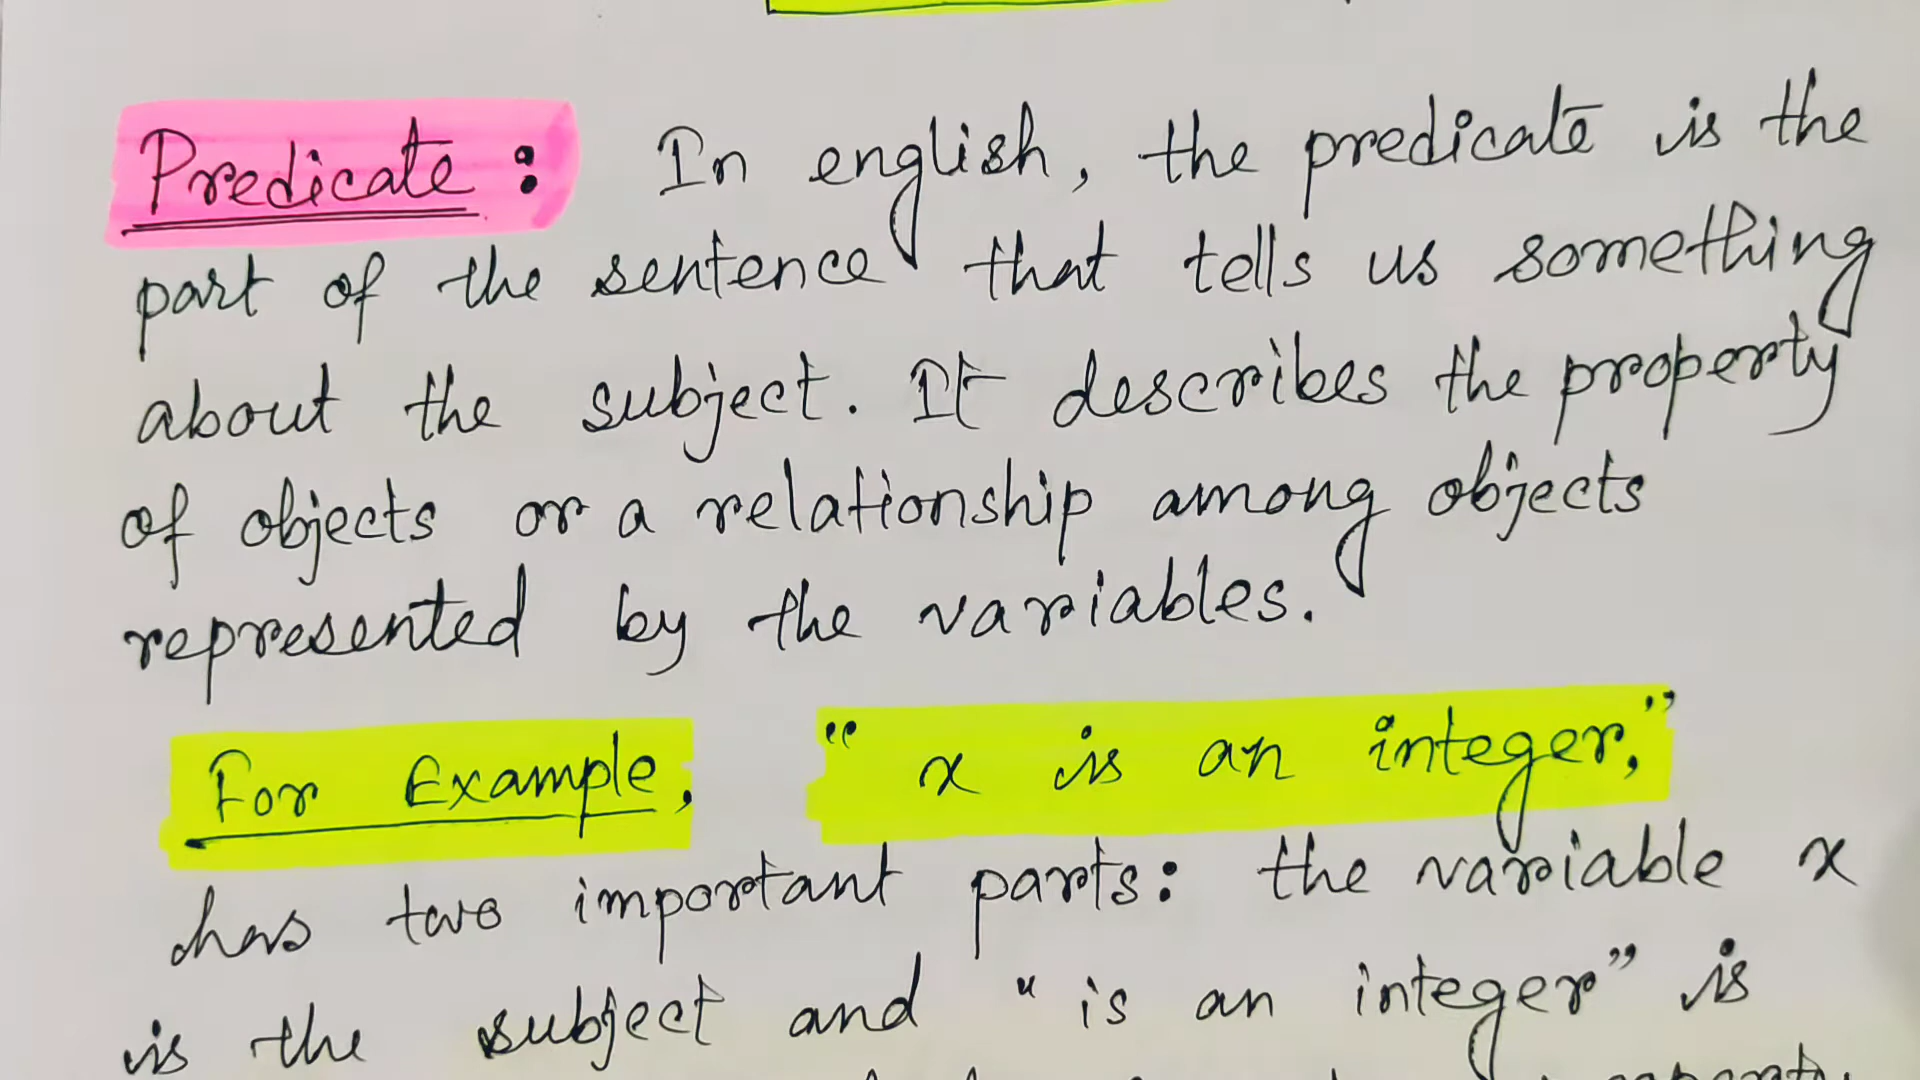 Predicate: In english, the predicate is the
part of the sentence that tells us something
about the subject. It describes the property
of objects or a relationship among objects
represented by the variables.
For Example, "x is an integer,"
has two important parts: the variable x
is the subject and "is an integer" is